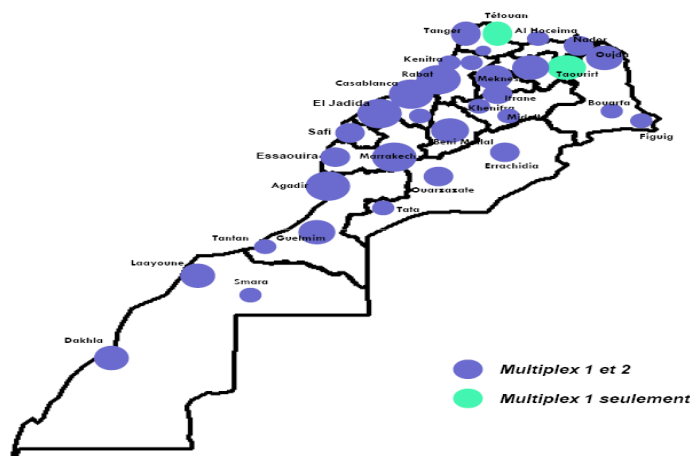 Tétouan
Tanger
Al Hoceima
Nador
Oujda
Kenitra
Rabat
Meknes
Taourirt
Casablanca
El Jadida
Khenifra
Ifrane
Bouarfa
Midelt
Figuig
Safi
Beni Mellal
Essaouira
Marrakech
Errachidia
Agadir
Ouarzazate
Tata
Tantan
Guelmim
Laayoune
Smara
Dakhla
Multiplex 1 et 2
Multiplex 1 seulement